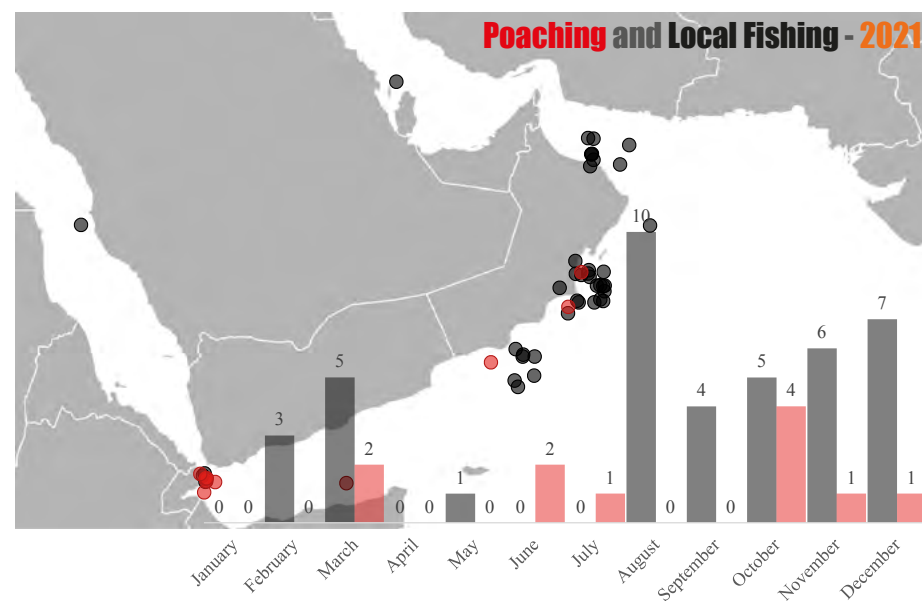 Poaching and Local Fishing - 2021
10
7
6
5 5
4 4
3
2 2
1 1 1 1
0 0 0 0 0 0 0 0 0 0
January February March April May June July August September October November December